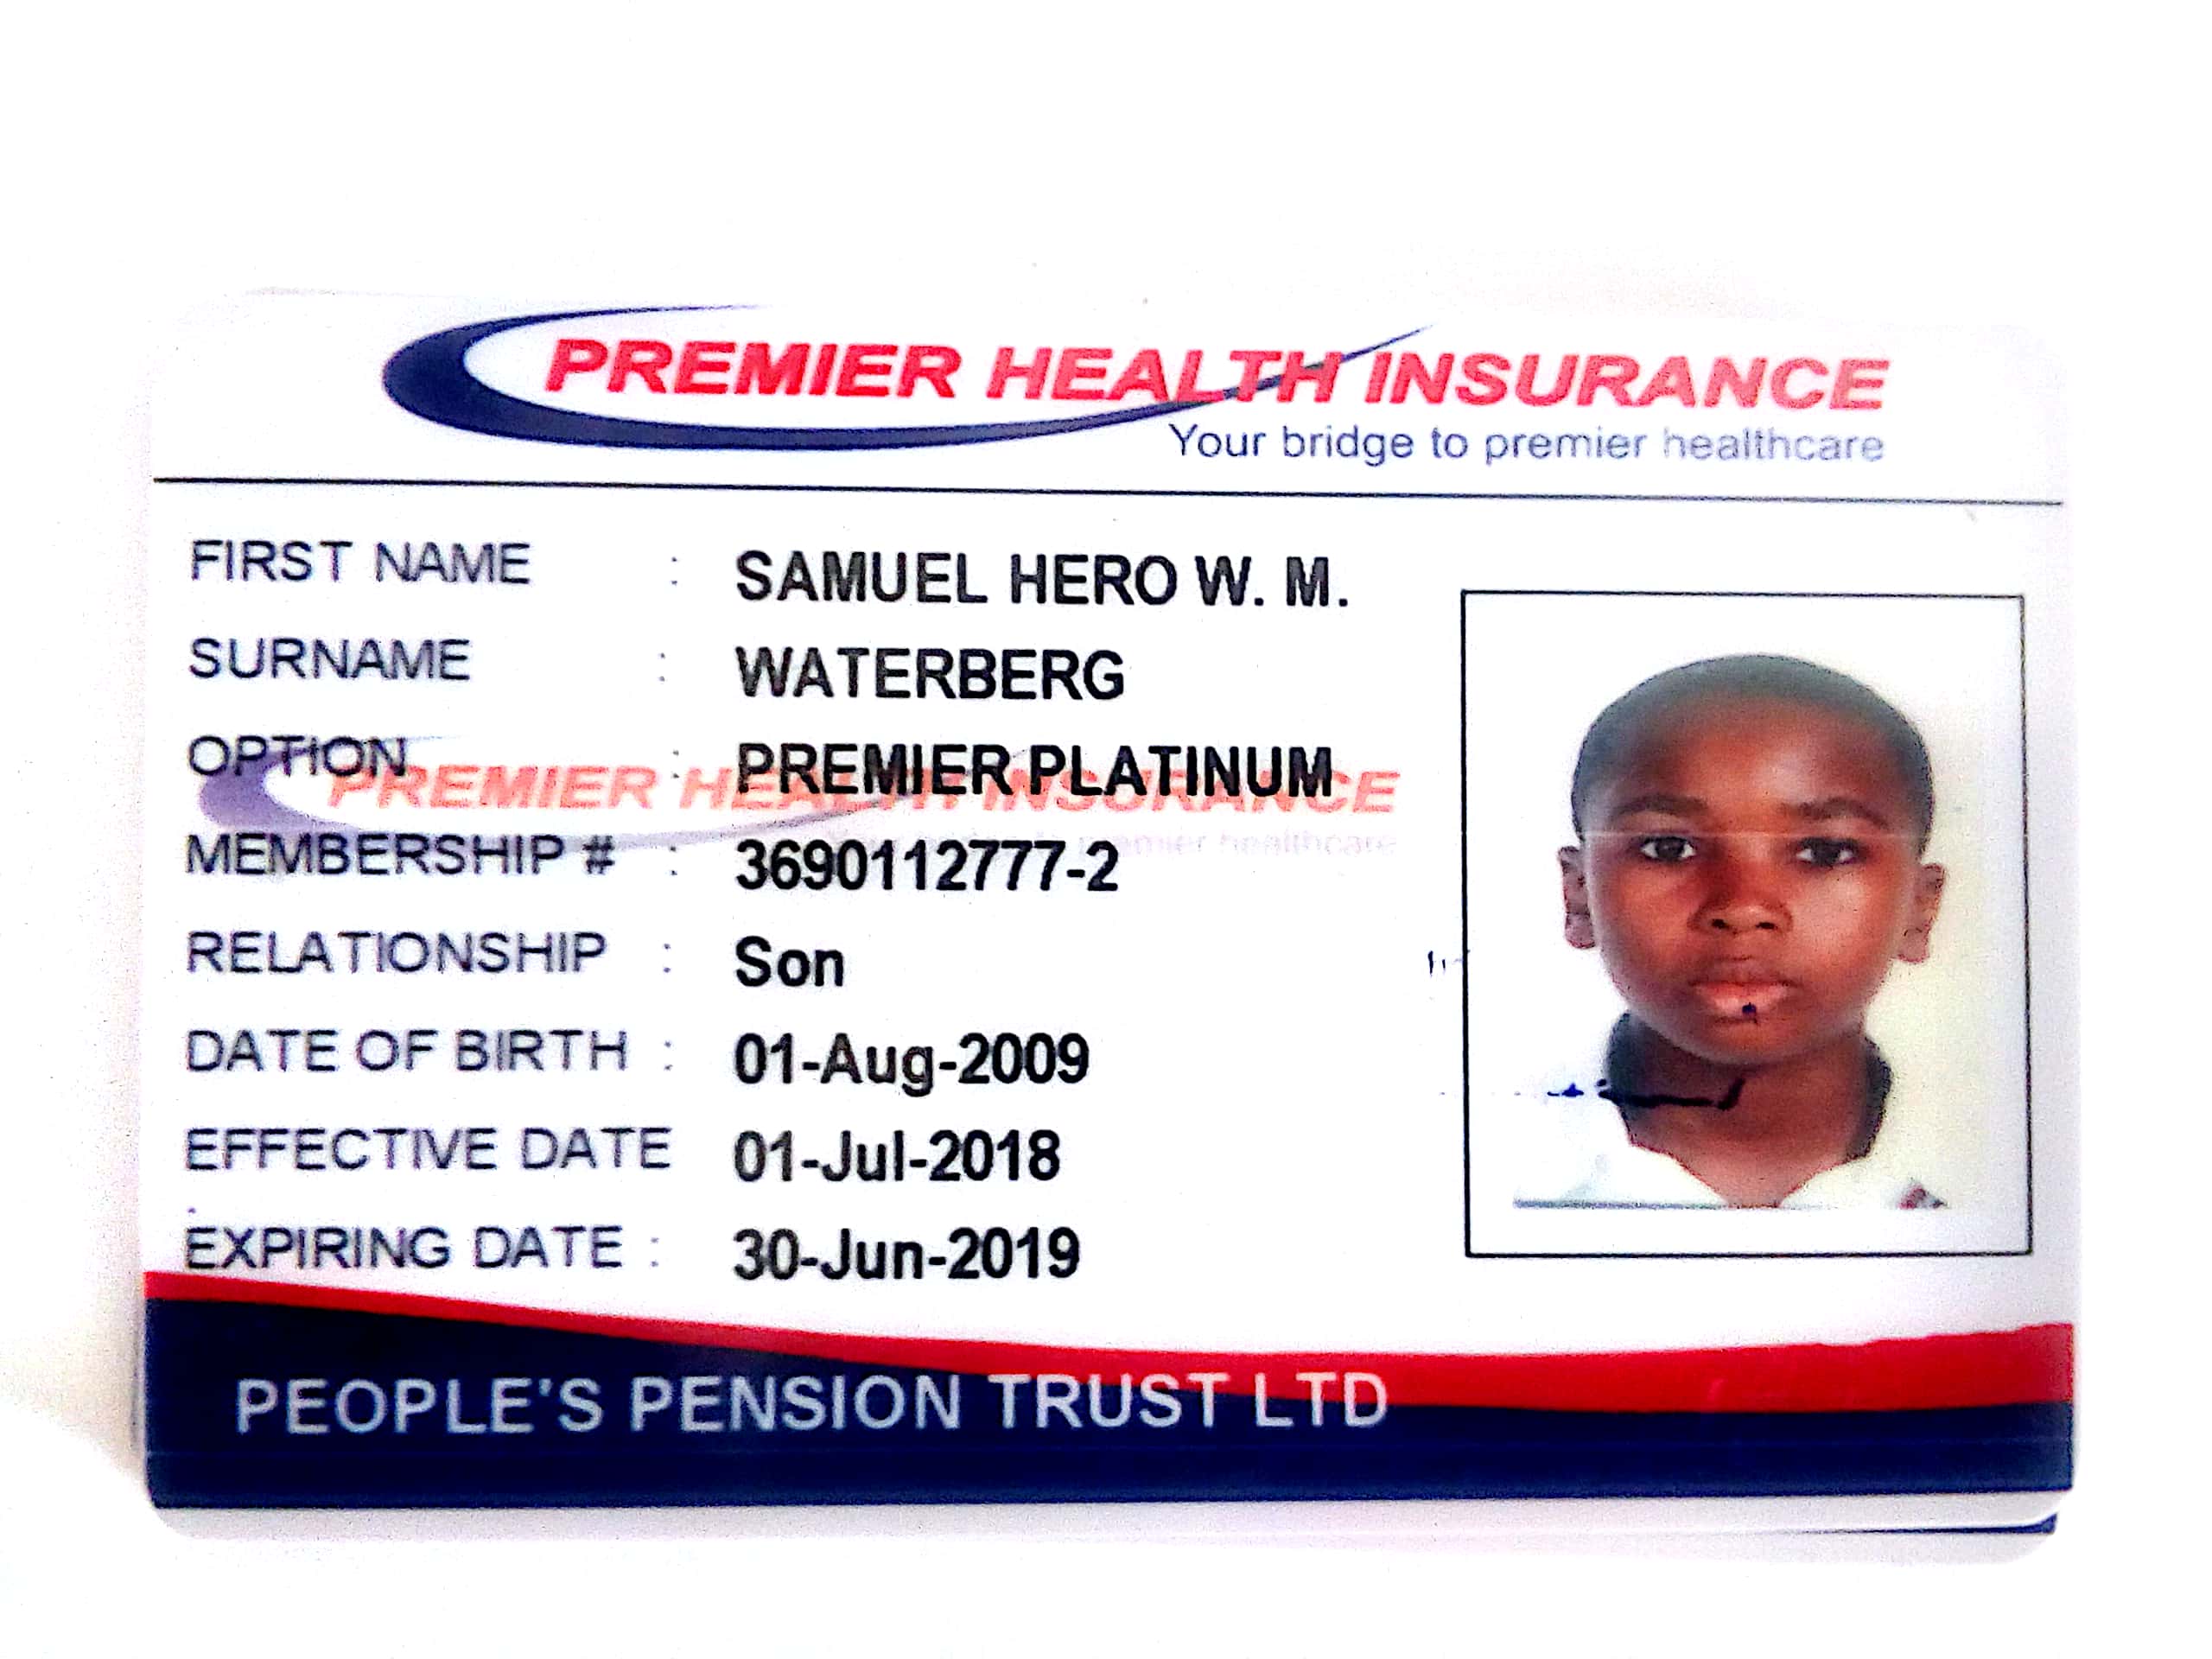 PREMIER HEALTH INSURANCE
Your bridge to premier healthcare
FIRST NAME : SAMUEL HERO W. M.
SURNAME : WATERBERG
OPTION : PREMIER PLATINUM
PREMIER HEALTH INSURANCE
Your bridge to premier healthcare
MEMBERSHIP # : 3690112777-2
RELATIONSHIP : Son
DATE OF BIRTH : 01-Aug-2009
EFFECTIVE DATE 01-Jul-2018
EXPIRING DATE : 30-Jun-2019
PEOPLE'S PENSION TRUST LTD